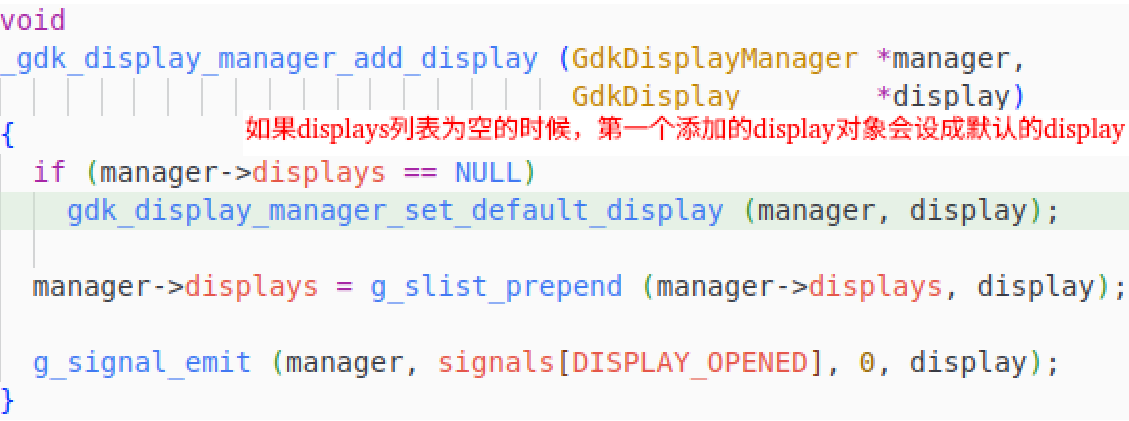 void
_gdk_display_manager_add_display (GdkDisplayManager *manager,
GdkDisplay *display)
如果displays列表为空的时候，第一个添加的display对象会设成默认的display
{
if (manager->displays == NULL)
gdk_display_manager_set_default_display (manager, display);
manager->displays = g_slist_prepend (manager->displays, display);
g_signal_emit (manager, signals[DISPLAY_OPENED], 0, display);
}